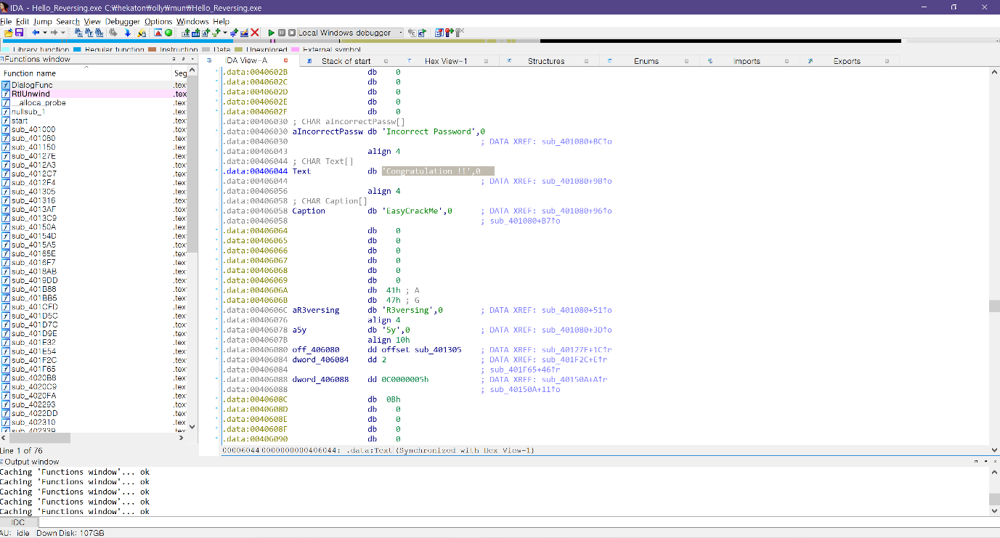 IDA - Hello_Reversing.exe C:₩hekaton₩olly₩mun₩Hello_Reversing.exe
File Edit Jump Search View Debugger Options Windows Help
Local Windows debugger
Library function Regular function Instruction Data Unexplored External symbol
Functions window
Function name Seg
DialogFunc .tex
RtlUnwind .tex
__alloca_probe .tex
nullsub_1 .tex
start .tex
sub_401000 .tex
sub_401080 .tex
sub_401150 .tex
sub_40127E .tex
sub_4012A3 .tex
sub_4012C7 .tex
sub_4012F4 .tex
sub_401305 .tex
sub_401316 .tex
sub_4013AF .tex
sub_4013C9 .tex
sub_40150A .tex
sub_40154D .tex
sub_4015A5 .tex
sub_40165E .tex
sub_4016F7 .tex
sub_4018AB .tex
sub_4019DD .tex
sub_401B88 .tex
sub_401BB5 .tex
sub_401CFD .tex
sub_401D5C .tex
sub_401D7C .tex
sub_401D9E .tex
sub_401E32 .tex
sub_401E54 .tex
sub_401F2C .tex
sub_401F65 .tex
sub_4020B8 .tex
sub_4020C9 .tex
sub_4020FA .tex
sub_402293 .tex
sub_4022DD .tex
sub_402310 .tex
sub_402339 .tex
Line 1 of 76
IDA View-A Stack of start Hex View-1 Structures Enums Imports Exports
.data:0040602B db 0
.data:0040602C db 0
.data:0040602D db 0
.data:0040602E db 0
.data:0040602F db 0
.data:00406030 ; CHAR aIncorrectPassw[]
.data:00406030 aIncorrectPassw db 'Incorrect Password',0
.data:00406030 ; DATA XREF: sub_401080+BC↑o
.data:00406043 align 4
.data:00406044 ; CHAR Text[]
.data:00406044 Text db 'Congratulation !!',0
.data:00406044 ; DATA XREF: sub_401080+9B↑o
.data:00406056 align 4
.data:00406058 ; CHAR Caption[]
.data:00406058 Caption db 'EasyCrackMe',0 ; DATA XREF: sub_401080+96↑o
.data:00406058 ; sub_401080+B7↑o
.data:00406064 db 0
.data:00406065 db 0
.data:00406066 db 0
.data:00406067 db 0
.data:00406068 db 0
.data:00406069 db 0
.data:0040606A db 41h ; A
.data:0040606B db 47h ; G
.data:0040606C aR3versing db 'R3versing',0 ; DATA XREF: sub_401080+51↑o
.data:00406076 align 4
.data:00406078 a5y db '5y',0 ; DATA XREF: sub_401080+3D↑o
.data:0040607B align 10h
.data:00406080 off_406080 dd offset sub_401305 ; DATA XREF: sub_40127E+1C↑r
.data:00406084 dword_406084 dd 2 ; DATA XREF: sub_401F2C+E↑r
.data:00406084 ; sub_401F65+46↑r
.data:00406088 dword_406088 dd 0C0000005h ; DATA XREF: sub_40150A+A↑r
.data:00406088 ; sub_40150A+11↑o
.data:0040608C db 0Bh
.data:0040608D db 0
.data:0040608E db 0
.data:0040608F db 0
.data:00406090 db 0
00006044 0000000000406044: .data:Text (Synchronized with Hex View-1)
Output window
Caching 'Functions window'... ok
Caching 'Functions window'... ok
Caching 'Functions window'... ok
Caching 'Functions window'... ok
Caching 'Functions window'... ok
IDC
AU: idle Down Disk: 107GB